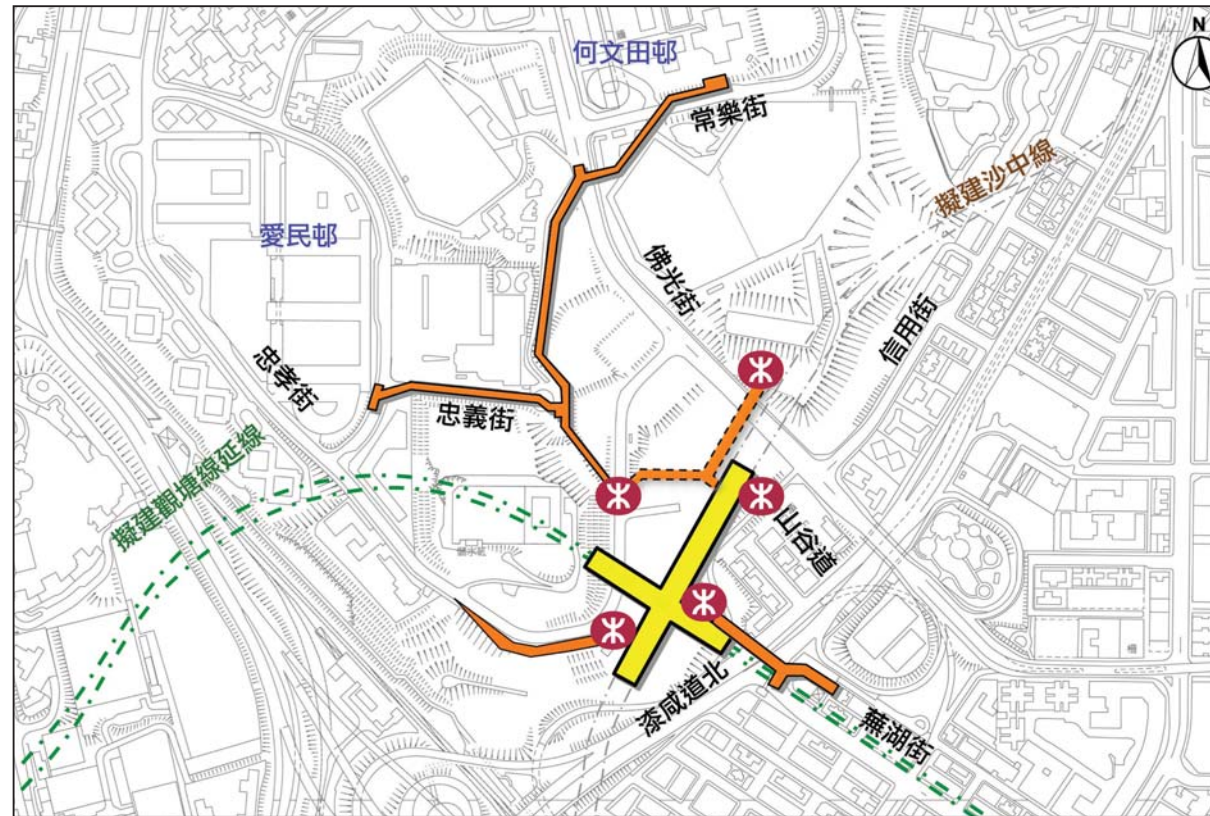 N
何文田邨
常樂街
擬建沙中線
愛民邨
佛光街
信用街
忠孝街
忠義街
擬建觀塘線延線
山谷道
漆咸道北
蕪湖街